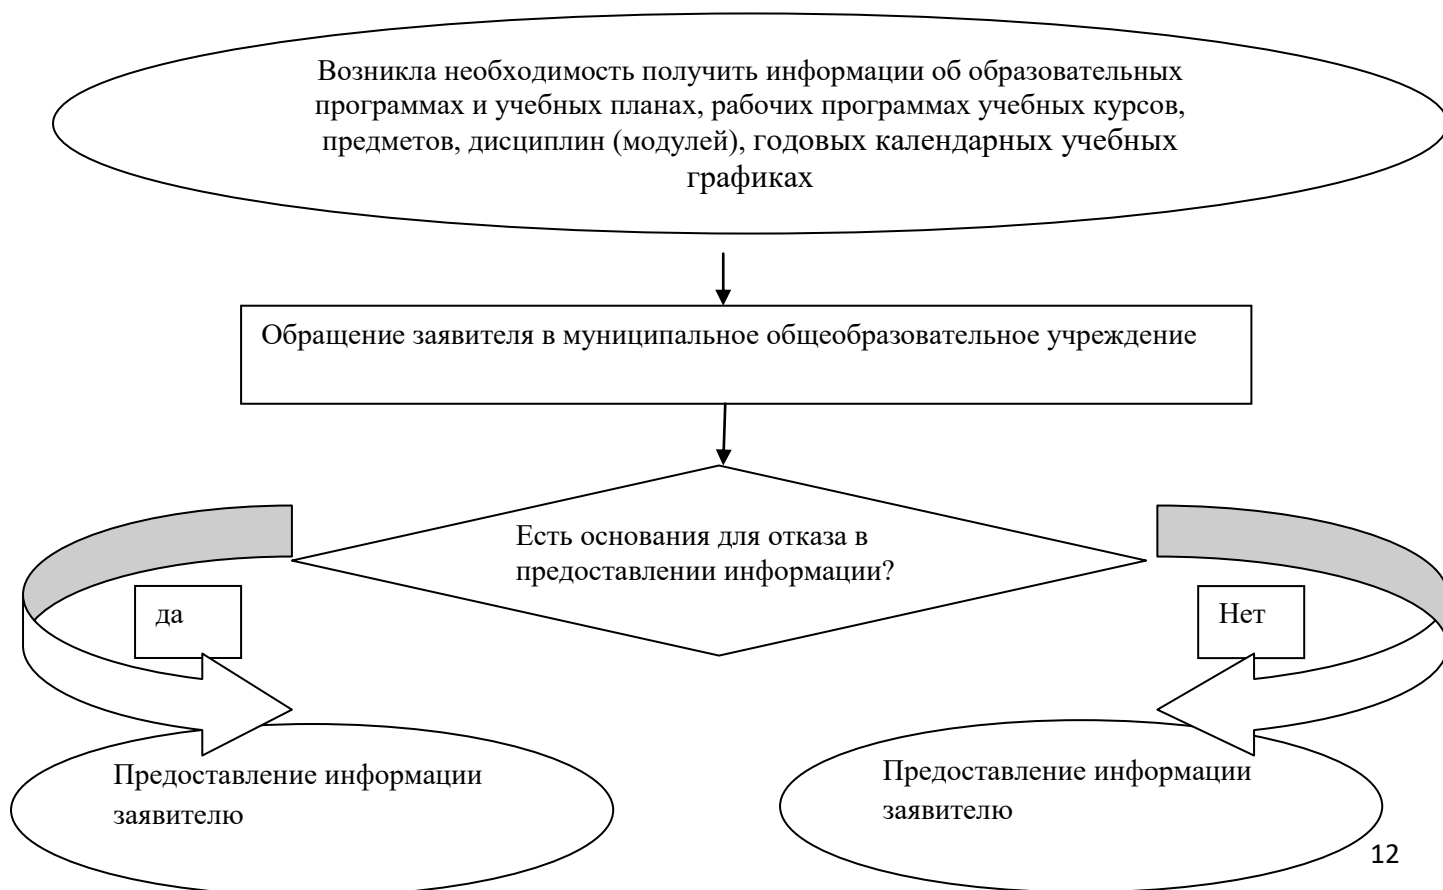 Возникла необходимость получить информации об образовательных
программах и учебных планах, рабочих программах учебных курсов,
предметов, дисциплин (модулей), годовых календарных учебных
графиках
Обращение заявителя в муниципальное общеобразовательное учреждение
Есть основания для отказа в
предоставлении информации?
да
Нет
Предоставление информации
заявителю
Предоставление информации
заявителю
12